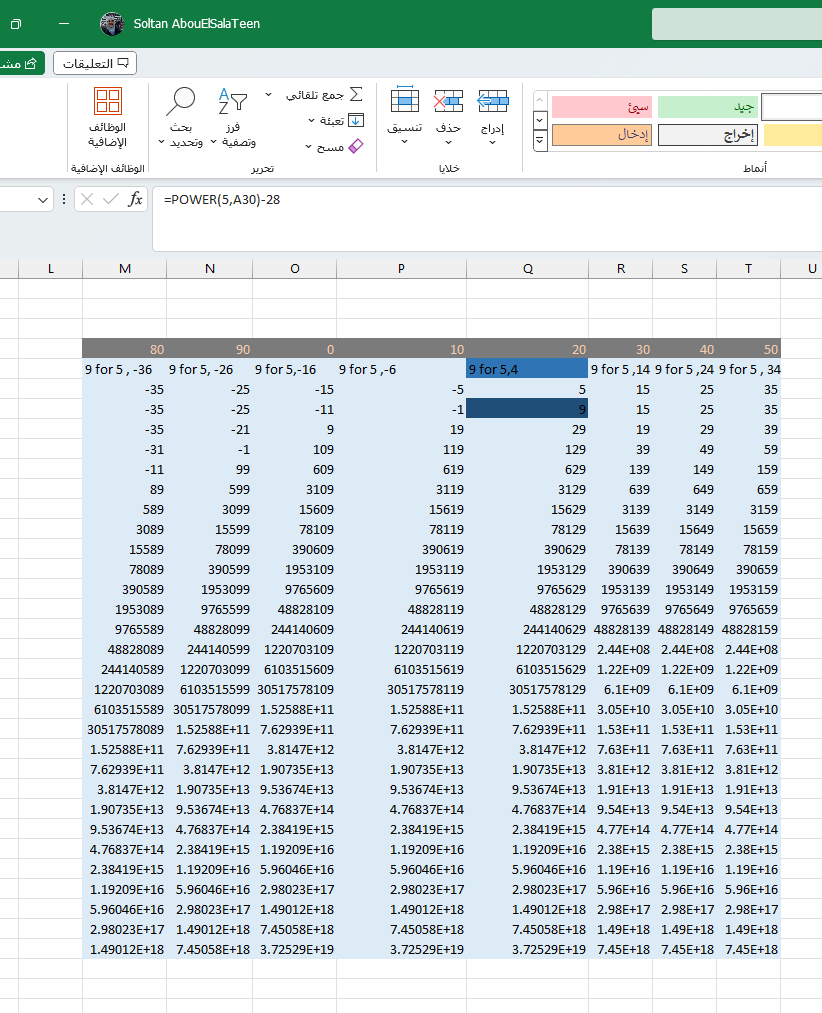 Soltan AbouElSalaTeen
التعليقات
مشا
جمع تلقائي
تعبئة
مسح
فرز
وتصفية
بحث
وتحديد
الوظائف
الإضافية
إدراج
حذف
تنسيق
جيد
سيئ
إخراج
إدخال
أنماط
خلايا
تحرير
الوظائف الإضافية
fx =POWER(5,A30)-28
L M N O P Q R S T U
80 90 0 10 20 30 40 50
9 for 5 , -36 9 for 5, -26 9 for 5,-16 9 for 5 ,-6 9 for 5,4 9 for 5 ,14 9 for 5 ,24 9 for 5 , 34
-35 -25 -15 -5 5 15 25 35
-35 -25 -11 -1 9 15 25 35
-35 -21 9 19 29 19 29 39
-31 -1 109 119 129 39 49 59
-11 99 609 619 629 139 149 159
89 599 3109 3119 3129 639 649 659
589 3099 15609 15619 15629 3139 3149 3159
3089 15599 78109 78119 78129 15639 15649 15659
15589 78099 390609 390619 390629 78139 78149 78159
78089 390599 1953109 1953119 1953129 390639 390649 390659
390589 1953099 9765609 9765619 9765629 1953139 1953149 1953159
1953089 9765599 48828109 48828119 48828129 9765639 9765649 9765659
9765589 48828099 244140609 244140619 244140629 48828139 48828149 48828159
48828089 244140599 1220703109 1220703119 1220703129 2.44E+08 2.44E+08 2.44E+08
244140589 1220703099 6103515609 6103515619 6103515629 1.22E+09 1.22E+09 1.22E+09
1220703089 6103515599 30517578109 30517578119 30517578129 6.1E+09 6.1E+09 6.1E+09
6103515589 30517578099 1.52588E+11 1.52588E+11 1.52588E+11 3.05E+10 3.05E+10 3.05E+10
30517578089 1.52588E+11 7.62939E+11 7.62939E+11 7.62939E+11 1.53E+11 1.53E+11 1.53E+11
1.52588E+11 7.62939E+11 3.8147E+12 3.8147E+12 3.8147E+12 7.63E+11 7.63E+11 7.63E+11
7.62939E+11 3.8147E+12 1.90735E+13 1.90735E+13 1.90735E+13 3.81E+12 3.81E+12 3.81E+12
3.8147E+12 1.90735E+13 9.53674E+13 9.53674E+13 9.53674E+13 1.91E+13 1.91E+13 1.91E+13
1.90735E+13 9.53674E+13 4.76837E+14 4.76837E+14 4.76837E+14 9.54E+13 9.54E+13 9.54E+13
9.53674E+13 4.76837E+14 2.38419E+15 2.38419E+15 2.38419E+15 4.77E+14 4.77E+14 4.77E+14
4.76837E+14 2.38419E+15 1.19209E+16 1.19209E+16 1.19209E+16 2.38E+15 2.38E+15 2.38E+15
2.38419E+15 1.19209E+16 5.96046E+16 5.96046E+16 5.96046E+16 1.19E+16 1.19E+16 1.19E+16
1.19209E+16 5.96046E+16 2.98023E+17 2.98023E+17 2.98023E+17 5.96E+16 5.96E+16 5.96E+16
5.96046E+16 2.98023E+17 1.49012E+18 1.49012E+18 1.49012E+18 2.98E+17 2.98E+17 2.98E+17
2.98023E+17 1.49012E+18 7.45058E+18 7.45058E+18 7.45058E+18 1.49E+18 1.49E+18 1.49E+18
1.49012E+18 7.45058E+18 3.72529E+19 3.72529E+19 3.72529E+19 7.45E+18 7.45E+18 7.45E+18